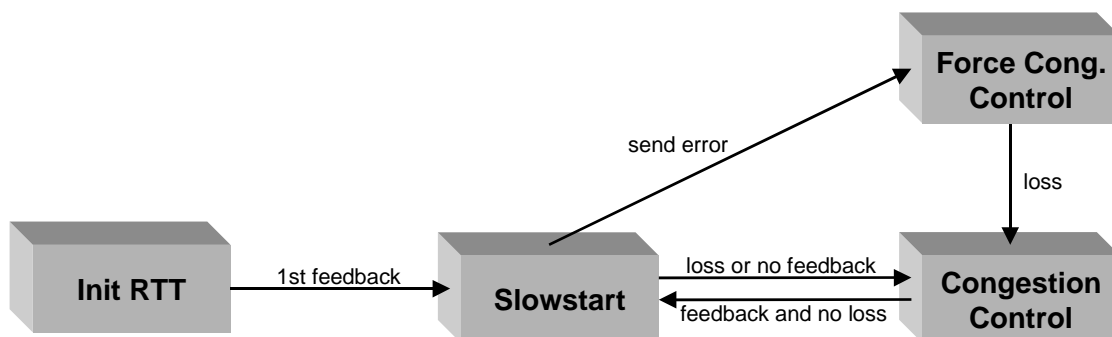 Force Cong.
Control
send error
loss
Init RTT
1st feedback
Slowstart
loss or no feedback
feedback and no loss
Congestion
Control